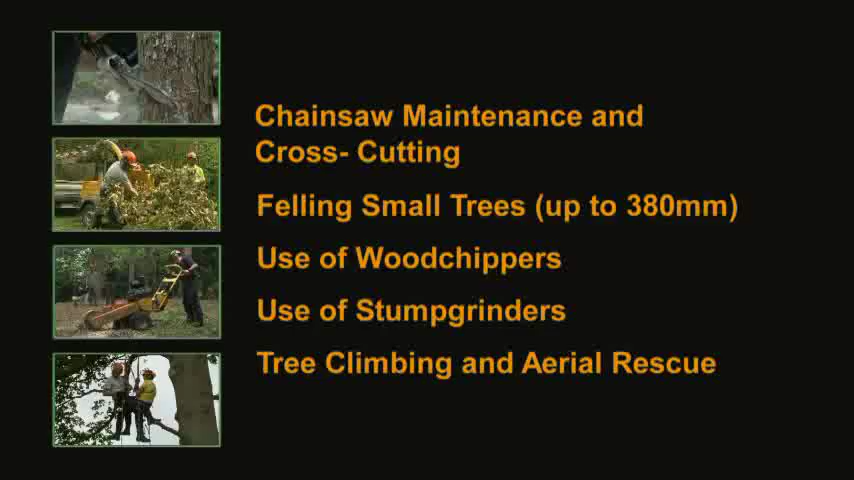 Chainsaw Maintenance and
Cross- Cutting
Felling Small Trees (up to 380mm)
Use of Woodchippers
Use of Stumpgrinders
Tree Climbing and Aerial Rescue